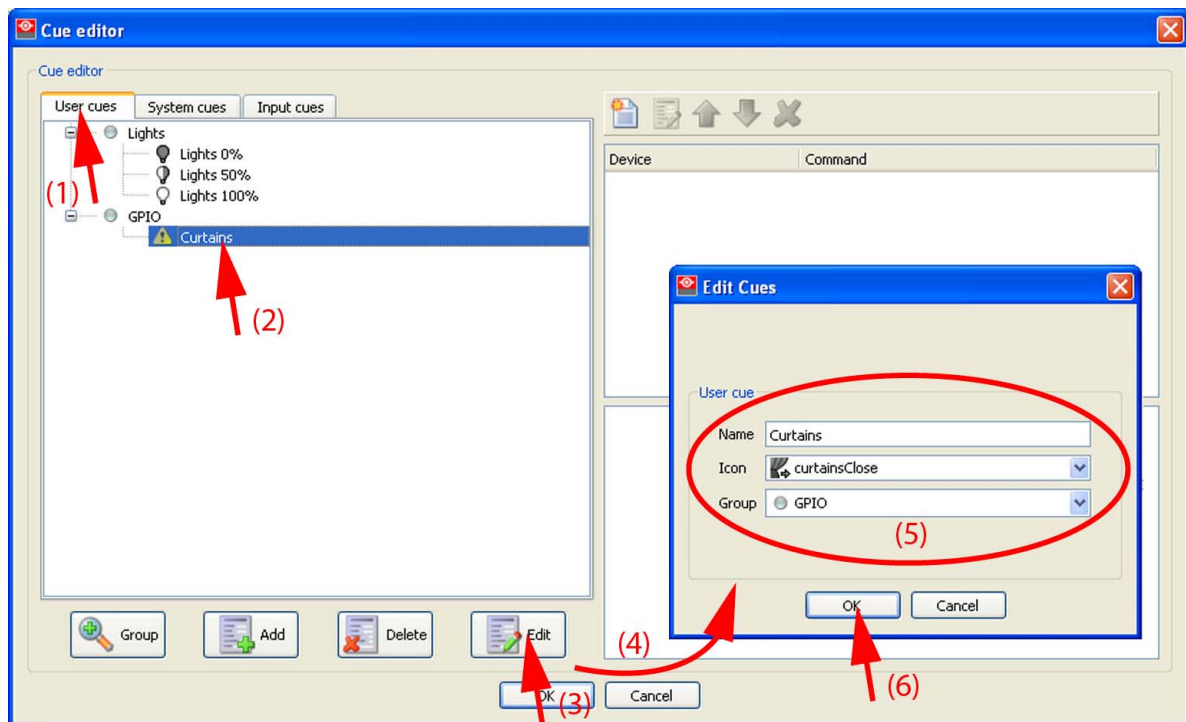 Cue editor
Cue editor
User cues System cues Input cues
Lights
Lights 0%
Lights 50%
Lights 100%
GPIO
Curtains
(1)
(2)
Device Command
Edit Cues
User cue
Name Curtains
Icon curtainsClose
Group GPIO
(5)
OK Cancel
Group Add Delete Edit
(4)
(6)
OK Cancel
(3)